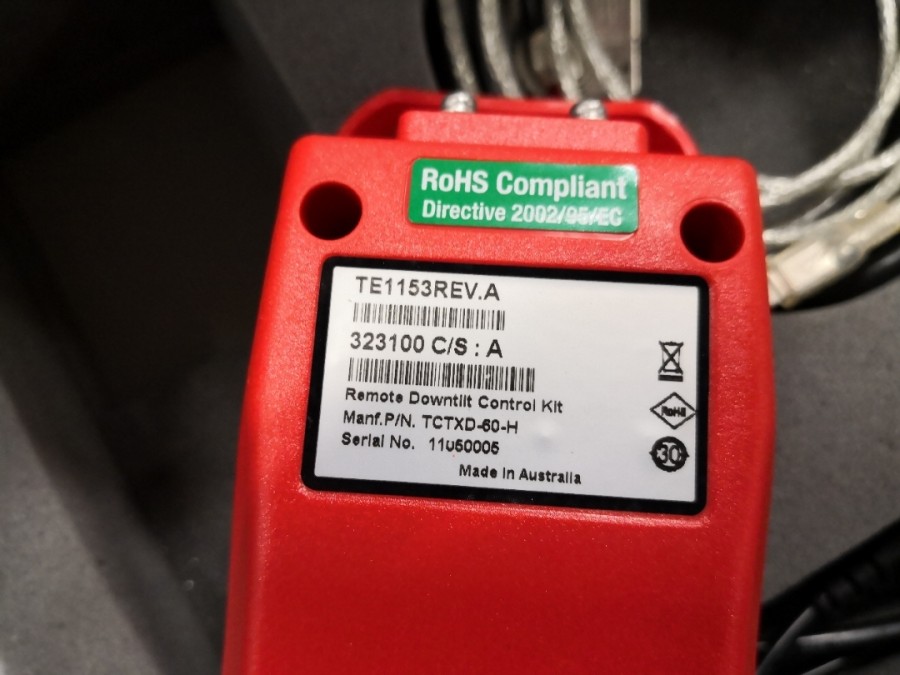 RoHS Compliant
Directive 2002/95/EC
TE1153REV.A
323100 C/S : A
Remote Downtilt Control Kit
Manf.P/N. TCTXD-60-H
Serial No. 11060005
Made in Australia
RoHS
30